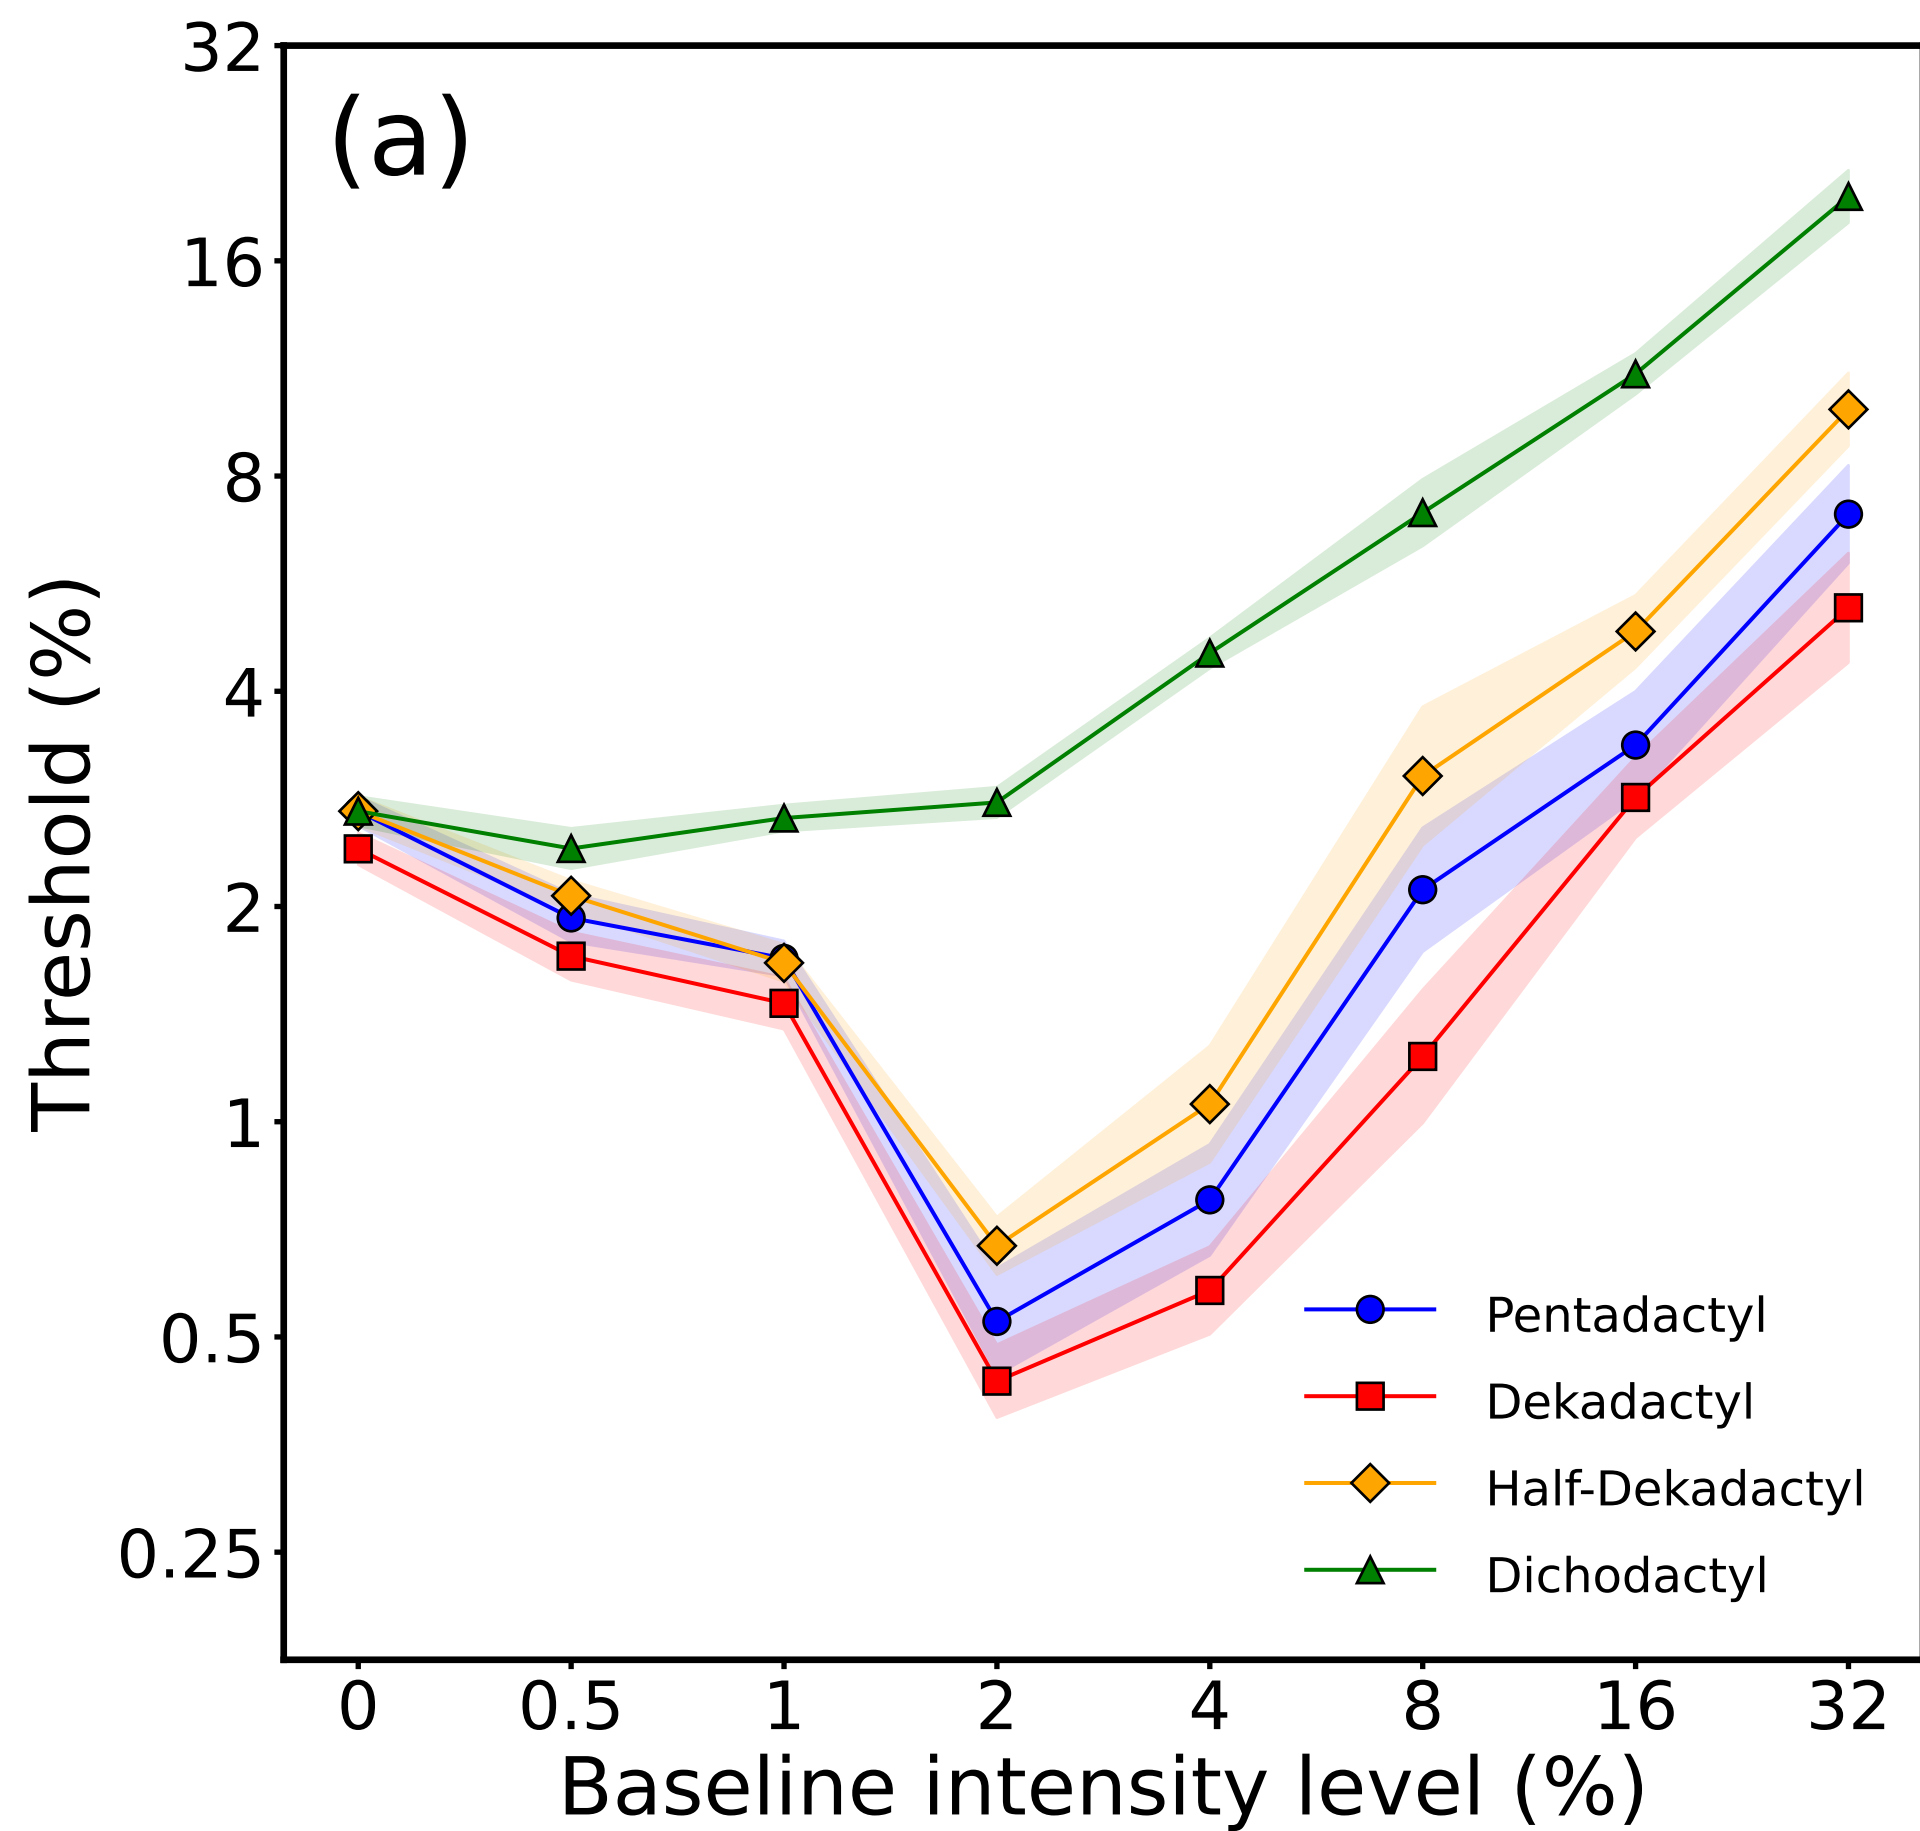 32
(a)
16
8
4
2
1
0.5
0.25
Threshold (%)
Pentadactyl
Dekadactyl
Half-Dekadactyl
Dichodactyl
0 0.5 1 2 4 8 16 32
Baseline intensity level (%)